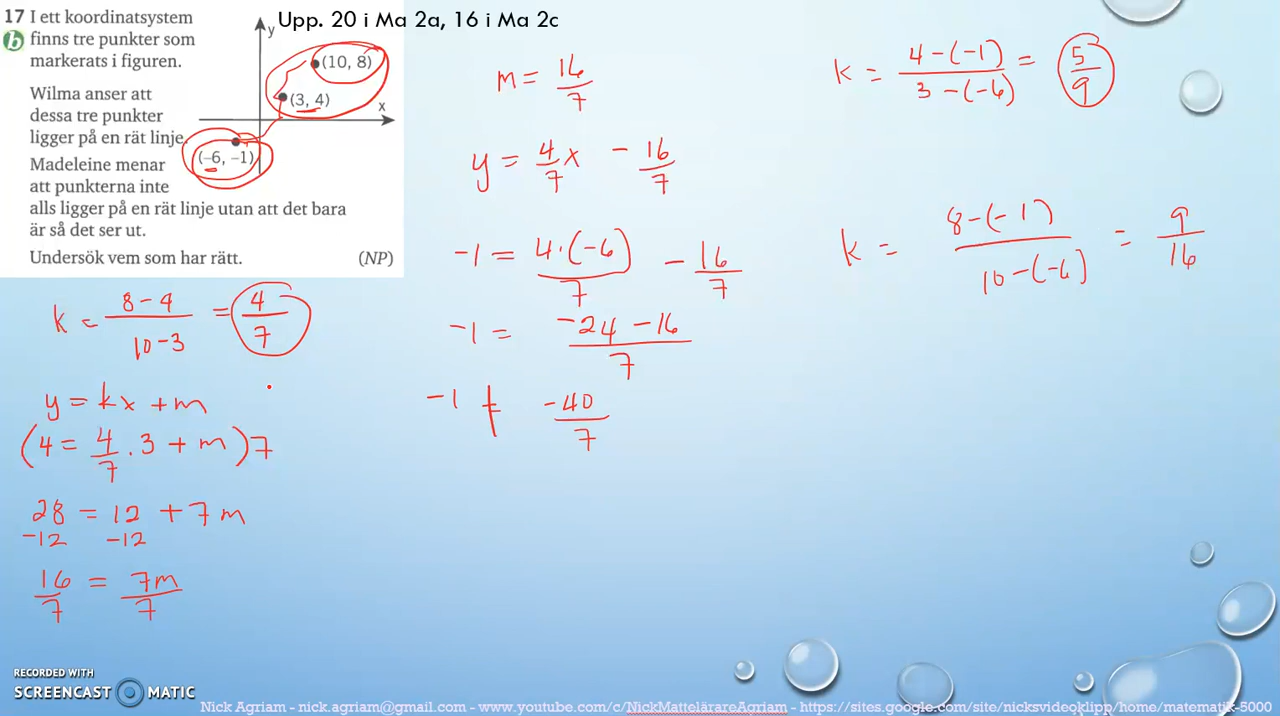 Upp. 20 i Ma 2a, 16 i Ma 2c
17 I ett koordinatsystem
b finns tre punkter som
markerats i figuren.
Wilma anser att
dessa tre punkter
ligger på en rät linje.
Madeleine menar
att punkterna inte
alls ligger på en rät linje utan att det bara
är så det ser ut.
Undersök vem som har rätt. (NP)
y
(10, 8)
(3, 4)
x
(–6, –1)
k = (8 - 4)/(10 - 3) = 4/7
y = kx + m
(4 = 4/7 · 3 + m) 7
28 = 12 + 7m
-12 -12
16/7 = 7m/7
m = 16/7
y = 4/7 x - 16/7
-1 = 4·(-6)/7 - 16/7
-1 = (-24 - 16)/7
-1 ≠ -40/7
k = (4 - (-1))/(3 - (-6)) = 5/9
k = (8 - (-1))/(10 - (-6)) = 9/16
RECORDED WITH
SCREENCAST MATIC
Nick Agriam - nick.agriam@gmail.com - www.youtube.com/c/NickMattelärareAgriam - https://sites.google.com/site/nicksvideoklipp/home/matematik-5000